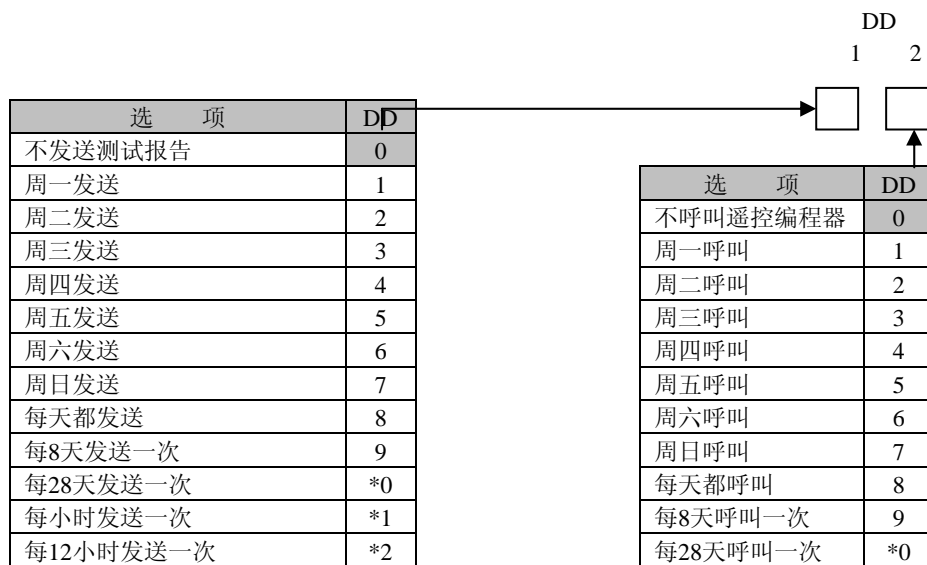 DD
1 2
选 项 DD
不发送测试报告 0
周一发送 1
周二发送 2
周三发送 3
周四发送 4
周五发送 5
周六发送 6
周日发送 7
每天都发送 8
每8天发送一次 9
每28天发送一次 *0
每小时发送一次 *1
每12小时发送一次 *2
选 项 DD
不呼叫遥控编程器 0
周一呼叫 1
周二呼叫 2
周三呼叫 3
周四呼叫 4
周五呼叫 5
周六呼叫 6
周日呼叫 7
每天都呼叫 8
每8天呼叫一次 9
每28天呼叫一次 *0